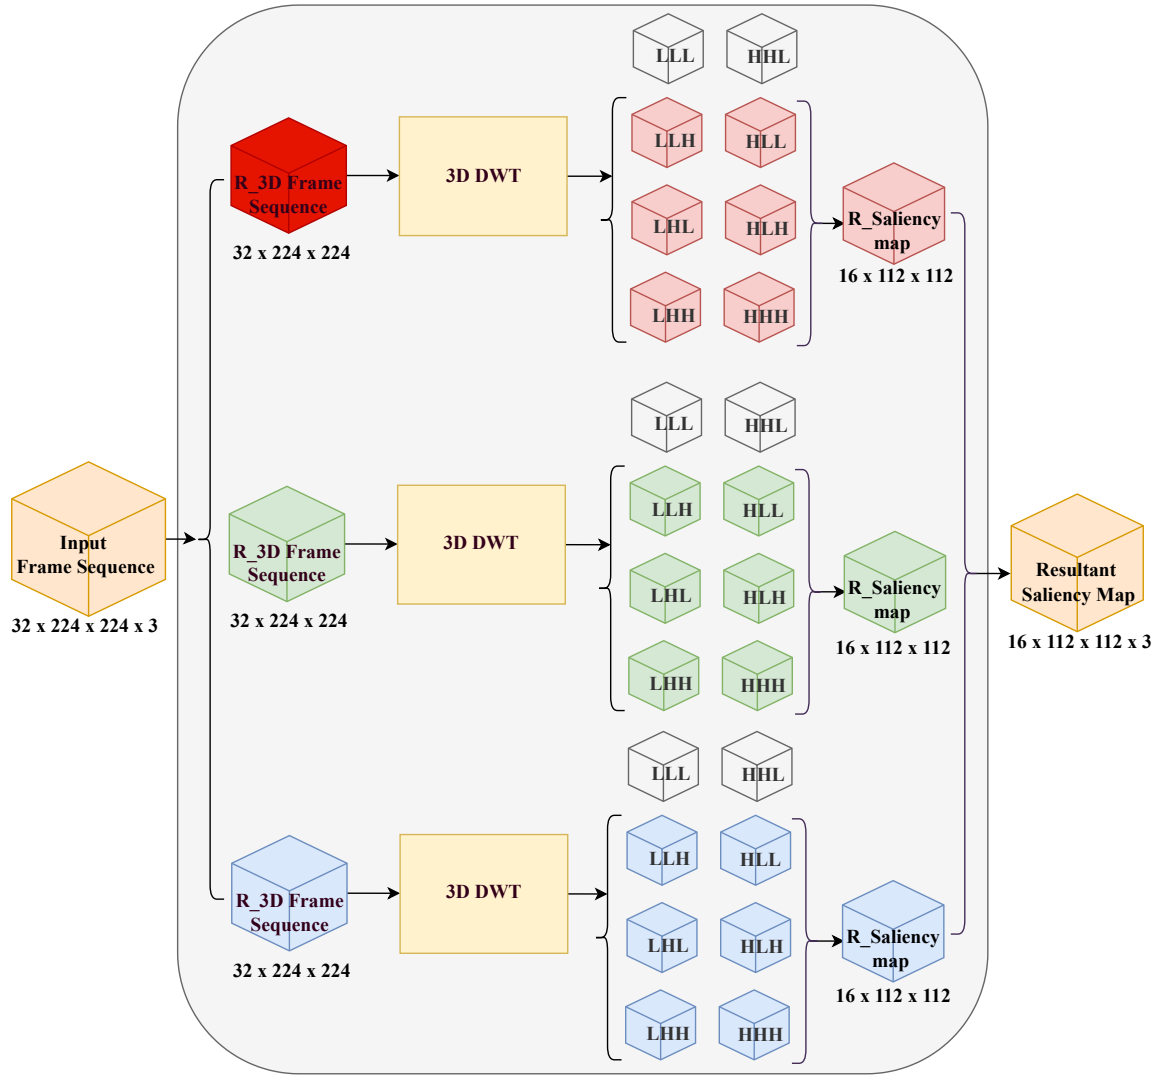 LLL
HHL
LLH
HLL
R_3D Frame
Sequence
32 x 224 x 224
3D DWT
LHL
HLH
R_Saliency
map
16 x 112 x 112
LHH
HHH
LLL
HHL
LLH
HLL
Input
Frame Sequence
32 x 224 x 224 x 3
R_3D Frame
Sequence
32 x 224 x 224
3D DWT
LHL
HLH
R_Saliency
map
16 x 112 x 112
Resultant
Saliency Map
16 x 112 x 112 x 3
LHH
HHH
LLL
HHL
LLH
HLL
R_3D Frame
Sequence
32 x 224 x 224
3D DWT
LHL
HLH
R_Saliency
map
16 x 112 x 112
LHH
HHH